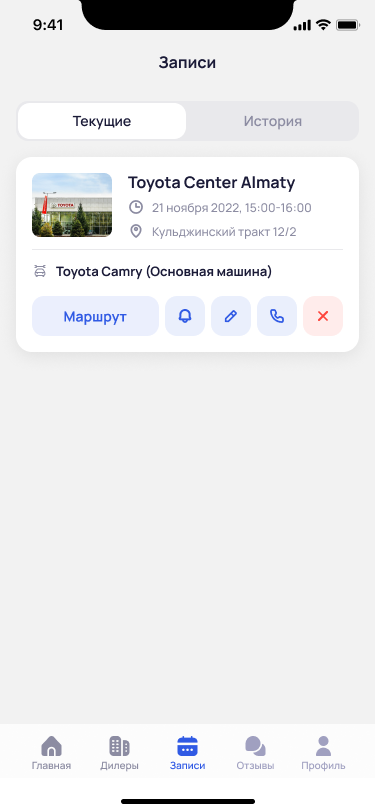 9:41
Записи
Текущие
История
TOYOTA
Toyota Center Almaty
21 ноября 2022, 15:00-16:00
Кульджинский тракт 12/2
Toyota Camry (Основная машина)
Маршрут
Главная
Дилеры
Записи
Отзывы
Профиль